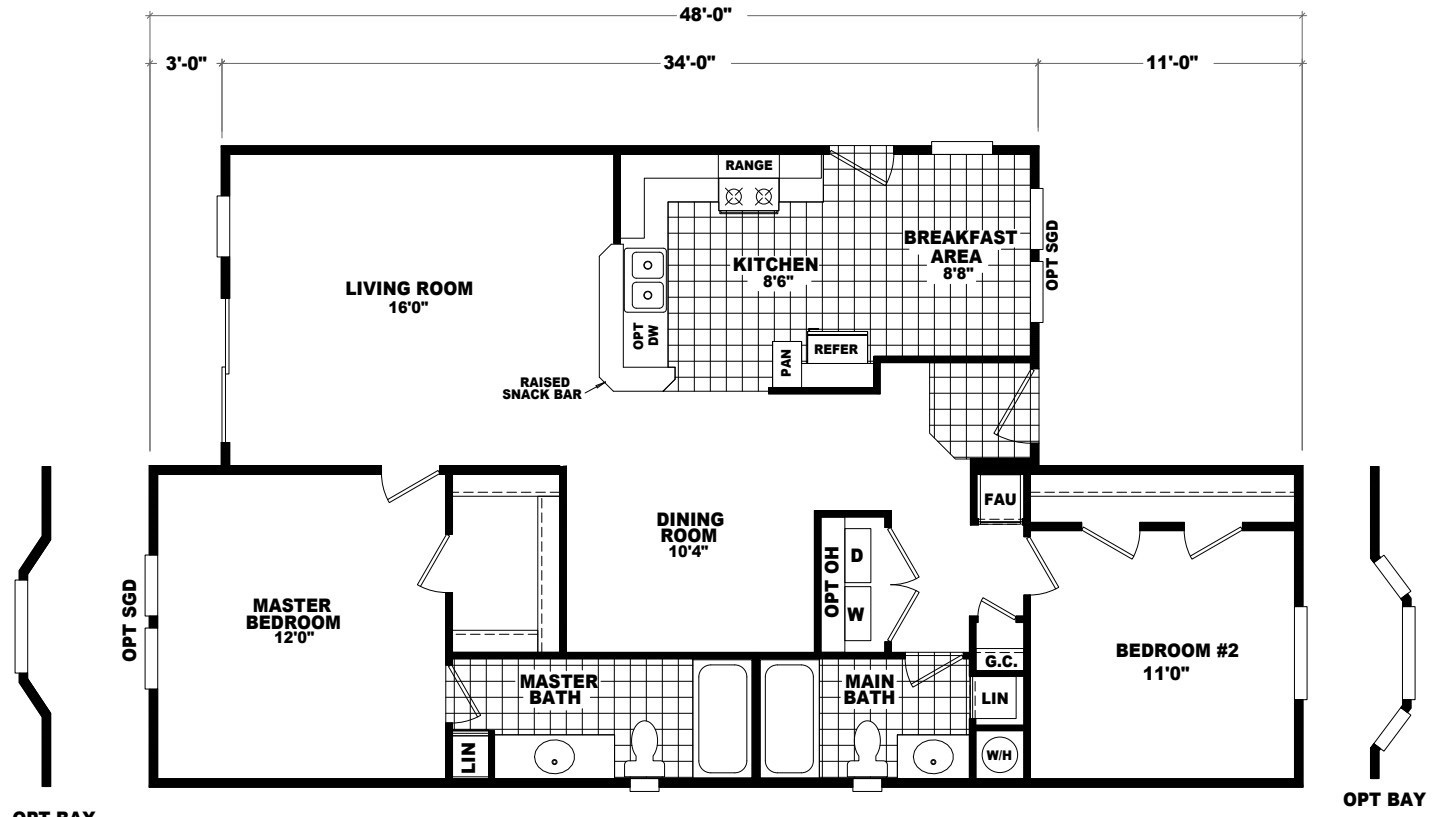 48'-0"
3'-0"
34'-0"
11'-0"
RANGE
BREAKFAST
AREA
8'8"
OPT SGD
KITCHEN
8'6"
LIVING ROOM
16'0"
OPT
DW
PAN
REFER
RAISED
SNACK BAR
FAU
DINING
ROOM
10'4"
OPT OH
D
W
OPT SGD
MASTER
BEDROOM
12'0"
G.C.
BEDROOM #2
11'0"
MASTER
BATH
MAIN
BATH
LIN
LIN
W/H
OPT BAY
OPT BAY